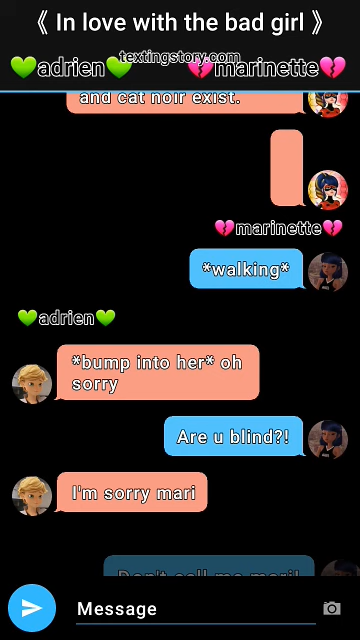 《 In love with the bad girl 》
textingstory.com
💚adrien💚 💔marinette💔
and cat noir exist.
💔marinette💔
*walking*
💚adrien💚
*bump into her* oh
sorry
Are u blind?!
I'm sorry mari
Don't call me mari!
Message